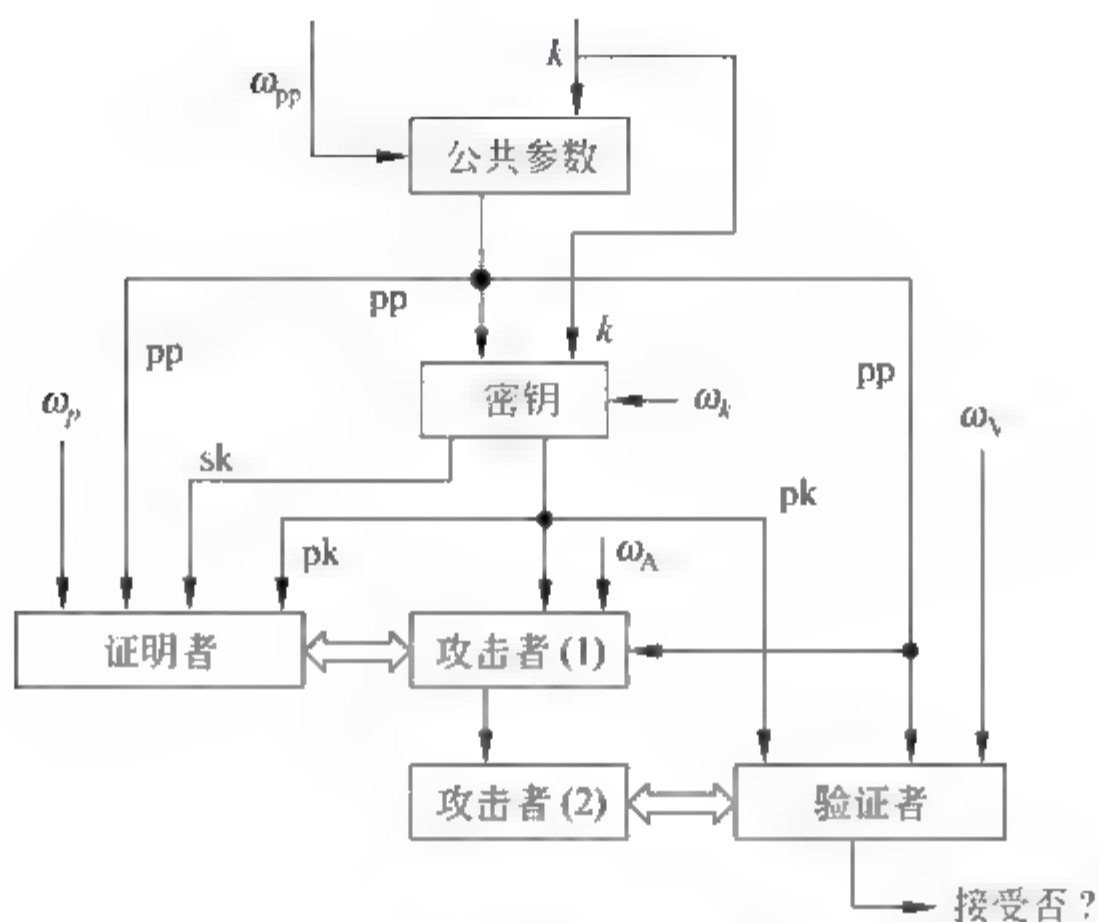 k
ω_pp
公共参数
pp
pp
k
pp
密钥
ω_k
ω_p
ω_V
sk
pk
pk
ω_A
证明者
攻击者(1)
攻击者(2)
验证者
接受否?